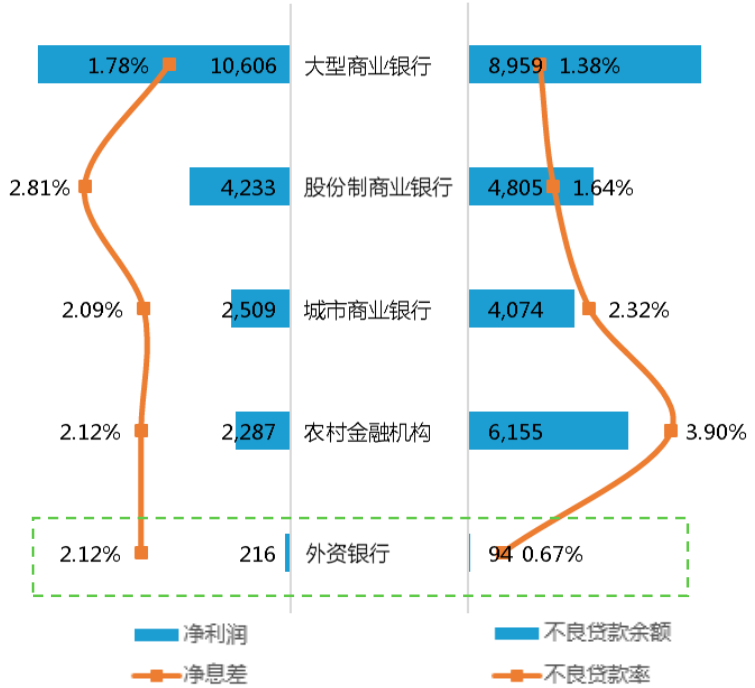 1.78% 10,606 大型商业银行 8,959 1.38%
2.81% 4,233 股份制商业银行 4,805 1.64%
2.09% 2,509 城市商业银行 4,074 2.32%
2.12% 2,287 农村金融机构 6,155 3.90%
2.12% 216 外资银行 94 0.67%
净利润 不良贷款余额
净息差 不良贷款率